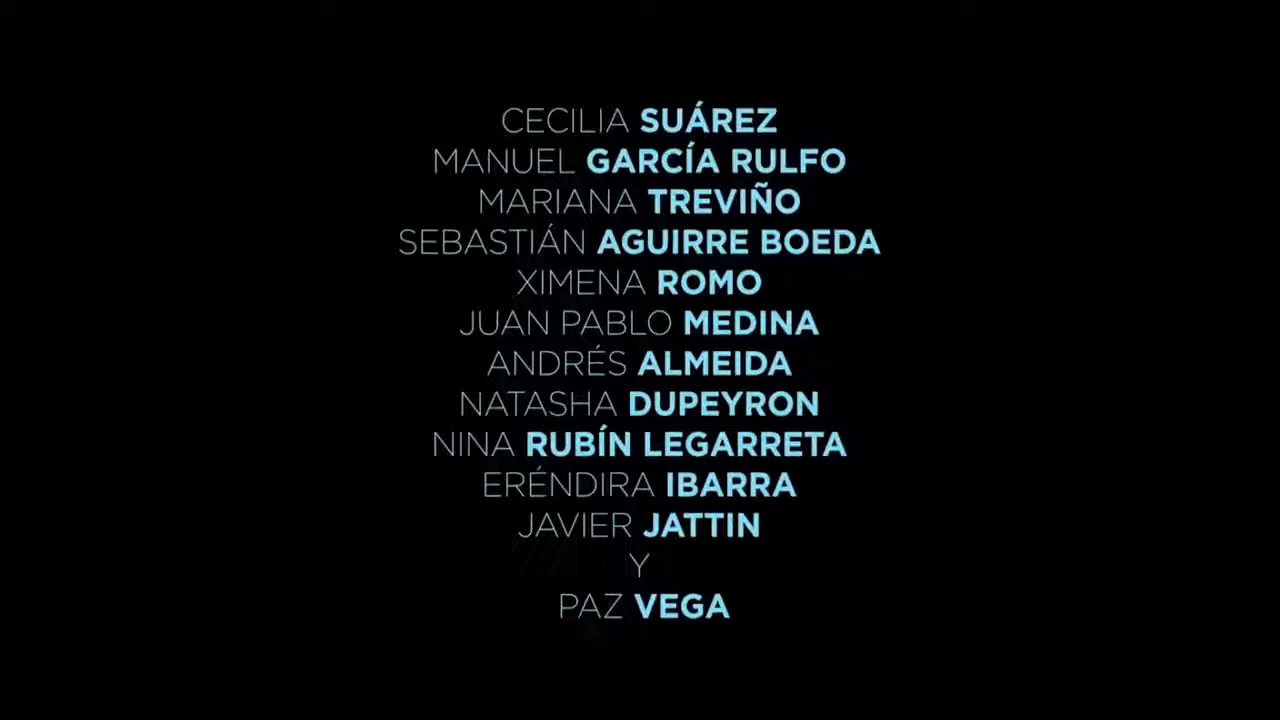 CECILIA SUÁREZ
MANUEL GARCÍA RULFO
MARIANA TREVIÑO
SEBASTIÁN AGUIRRE BOEDA
XIMENA ROMO
JUAN PABLO MEDINA
ANDRÉS ALMEIDA
NATASHA DUPEYRON
NINA RUBÍN LEGARRETA
ERÉNDIRA IBARRA
JAVIER JATTIN
Y
PAZ VEGA